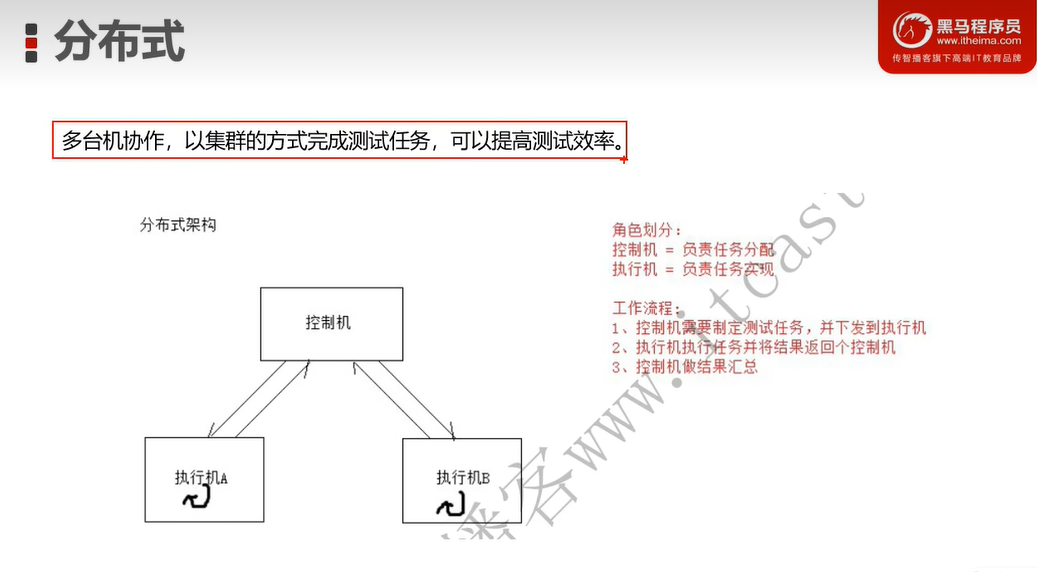 分布式
黑马程序员
www.itheima.com
传智播客旗下高端IT教育品牌
多台机协作，以集群的方式完成测试任务，可以提高测试效率。
分布式架构
控制机
执行机A
执行机B
角色划分：
控制机 = 负责任务分配
执行机 = 负责任务实现
工作流程：
1、控制机需要制定测试任务，并下发到执行机
2、执行机执行任务并将结果返回个控制机
3、控制机做结果汇总
播客www.itcast